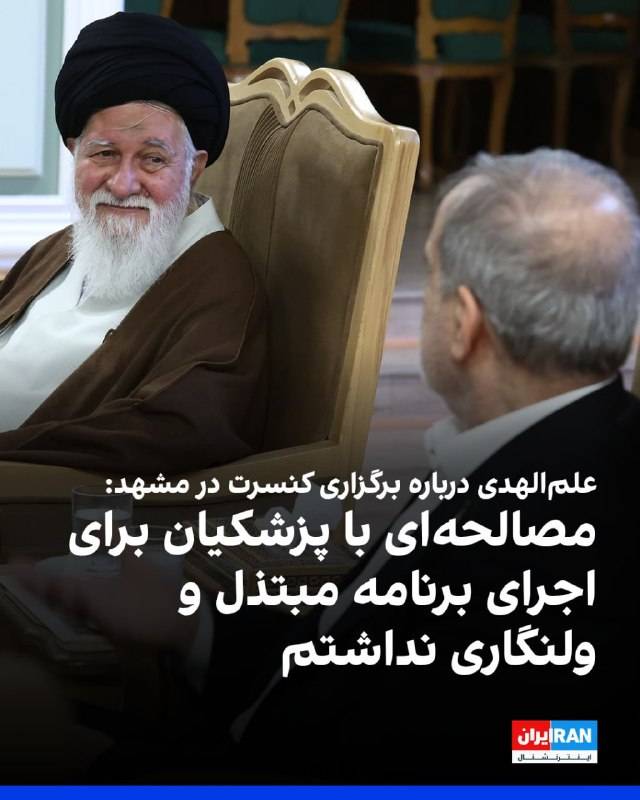 علم‌الهدی درباره برگزاری کنسرت در مشهد:
مصالحه‌ای با پزشکیان برای
اجرای برنامه مبتذل و
ولنگاری نداشتم
IRAN ایران
اینترنشنال